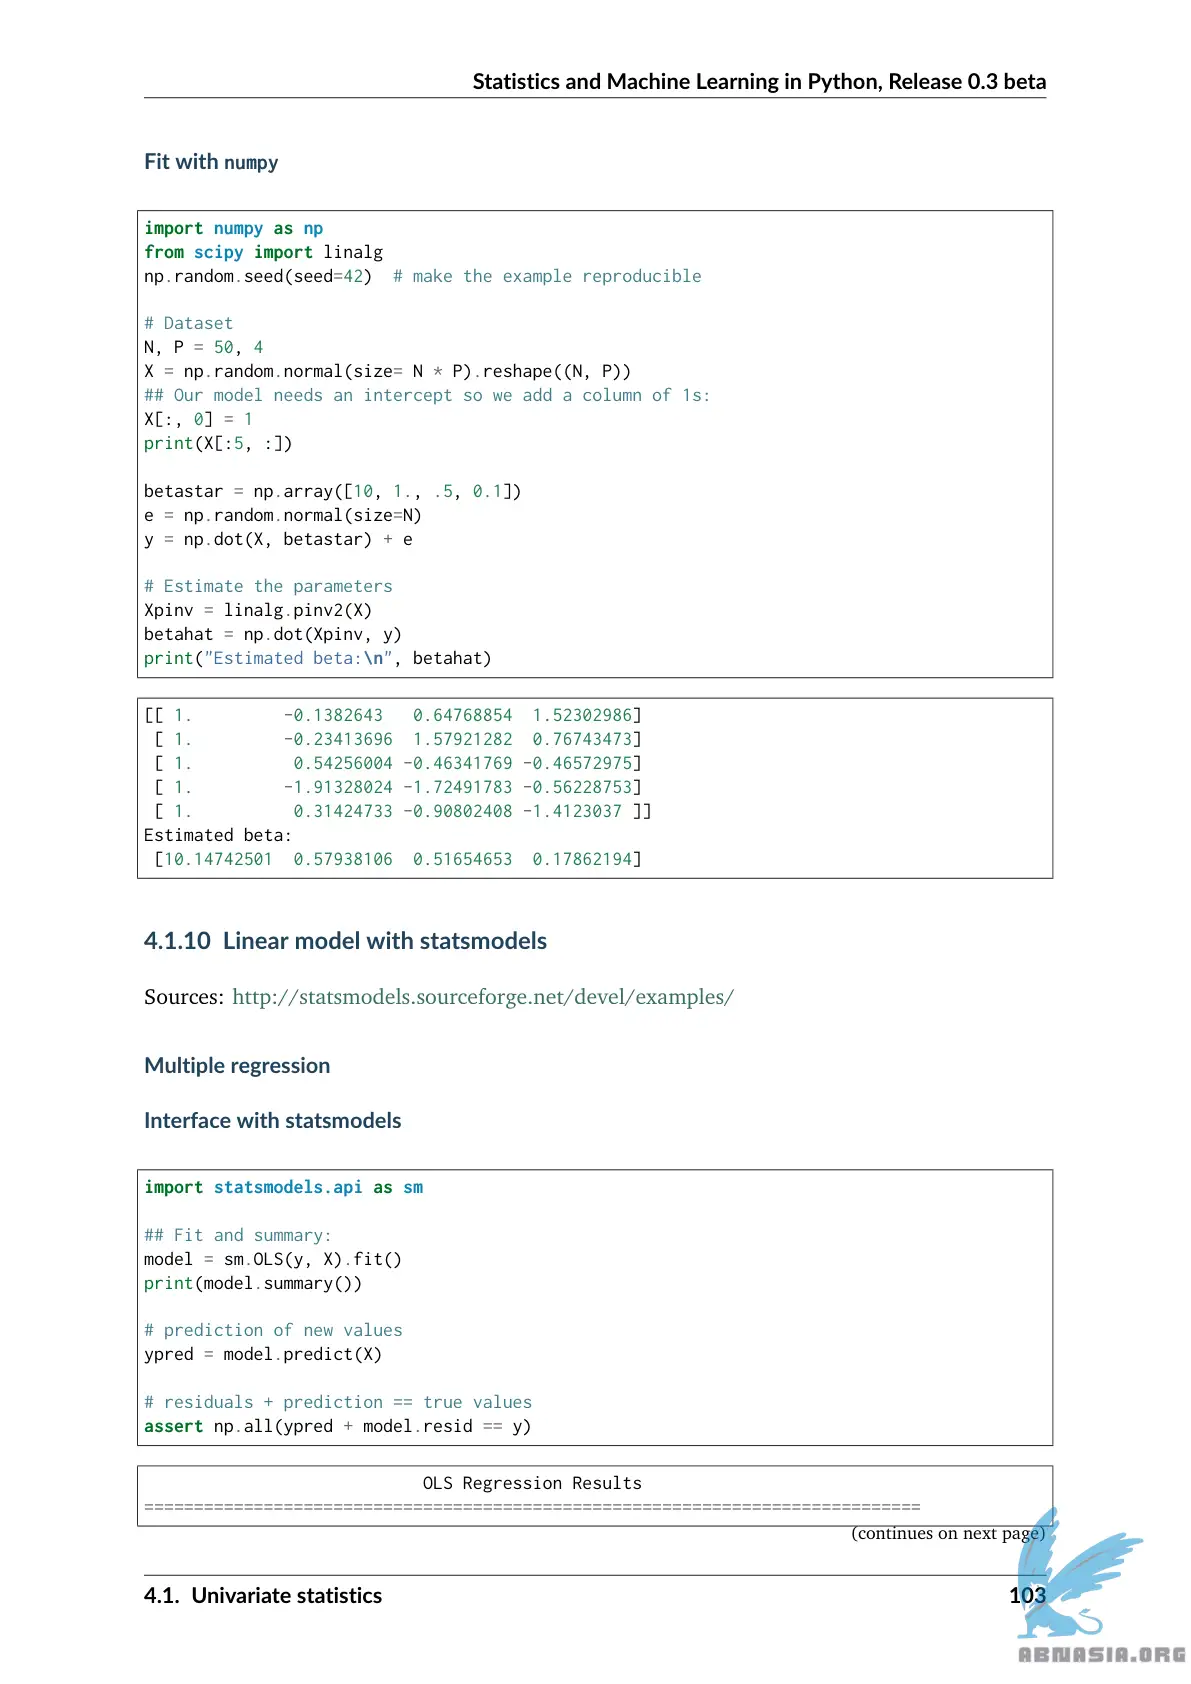 Statistics and Machine Learning in Python, Release 0.3 beta
Fit with numpy
import numpy as np
from scipy import linalg
np.random.seed(seed=42)  # make the example reproducible
# Dataset
N, P = 50, 4
X = np.random.normal(size= N * P).reshape((N, P))
## Our model needs an intercept so we add a column of 1s:
X[:, 0] = 1
print(X[:5, :])
betastar = np.array([10, 1., .5, 0.1])
e = np.random.normal(size=N)
y = np.dot(X, betastar) + e
# Estimate the parameters
Xpinv = linalg.pinv2(X)
betahat = np.dot(Xpinv, y)
print("Estimated beta:\n", betahat)
[[ 1.         -0.1382643   0.64768854  1.52302986]
 [ 1.         -0.23413696  1.57921282  0.76743473]
 [ 1.          0.54256004 -0.46341769 -0.46572975]
 [ 1.         -1.91328024 -1.72491783 -0.56228753]
 [ 1.          0.31424733 -0.90802408 -1.4123037 ]]
Estimated beta:
 [10.14742501  0.57938106  0.51654653  0.17862194]
4.1.10 Linear model with statsmodels
Sources: http://statsmodels.sourceforge.net/devel/examples/
Multiple regression
Interface with statsmodels
import statsmodels.api as sm
## Fit and summary:
model = sm.OLS(y, X).fit()
print(model.summary())
# prediction of new values
ypred = model.predict(X)
# residuals + prediction == true values
assert np.all(ypred + model.resid == y)
OLS Regression Results
==============================================================================
(continues on next page)
4.1. Univariate statistics 103
ABNASIA.ORG